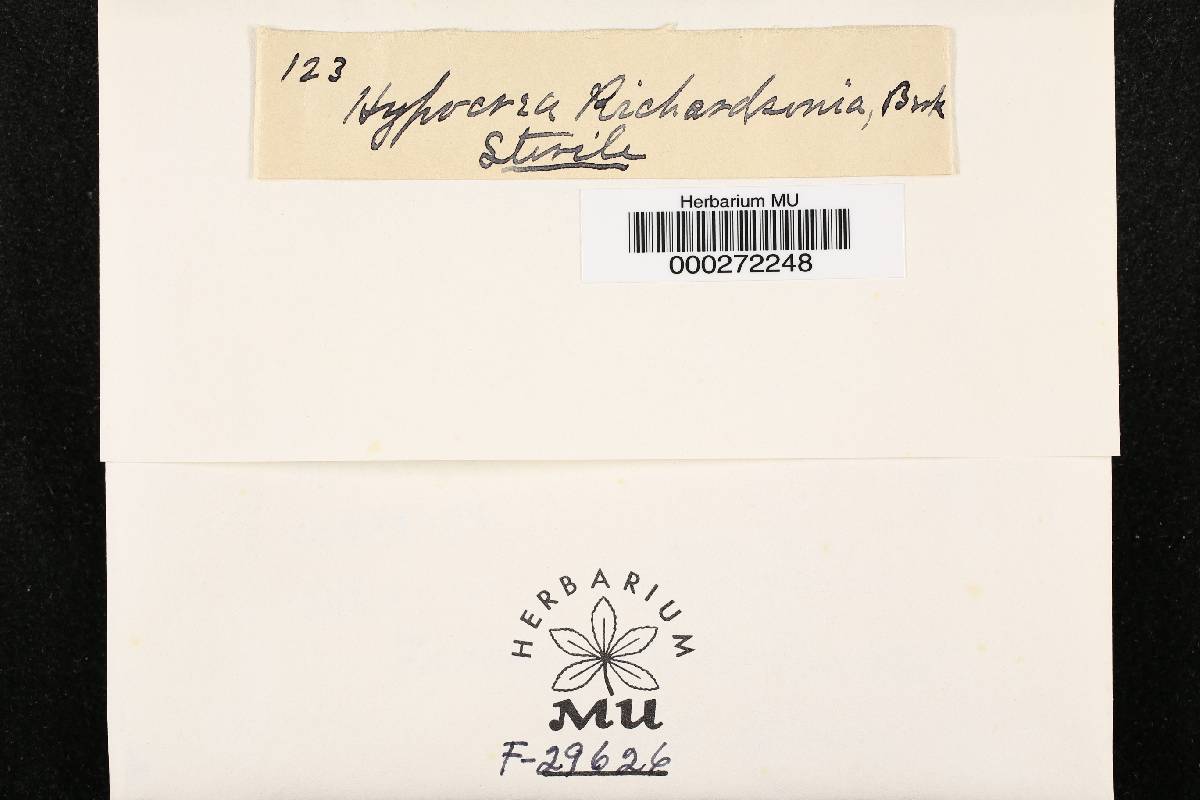 123
Hypocrea Richardsonia, Berk
Sterile
Herbarium MU
000272248
HERBARIUM
MU
F-29626